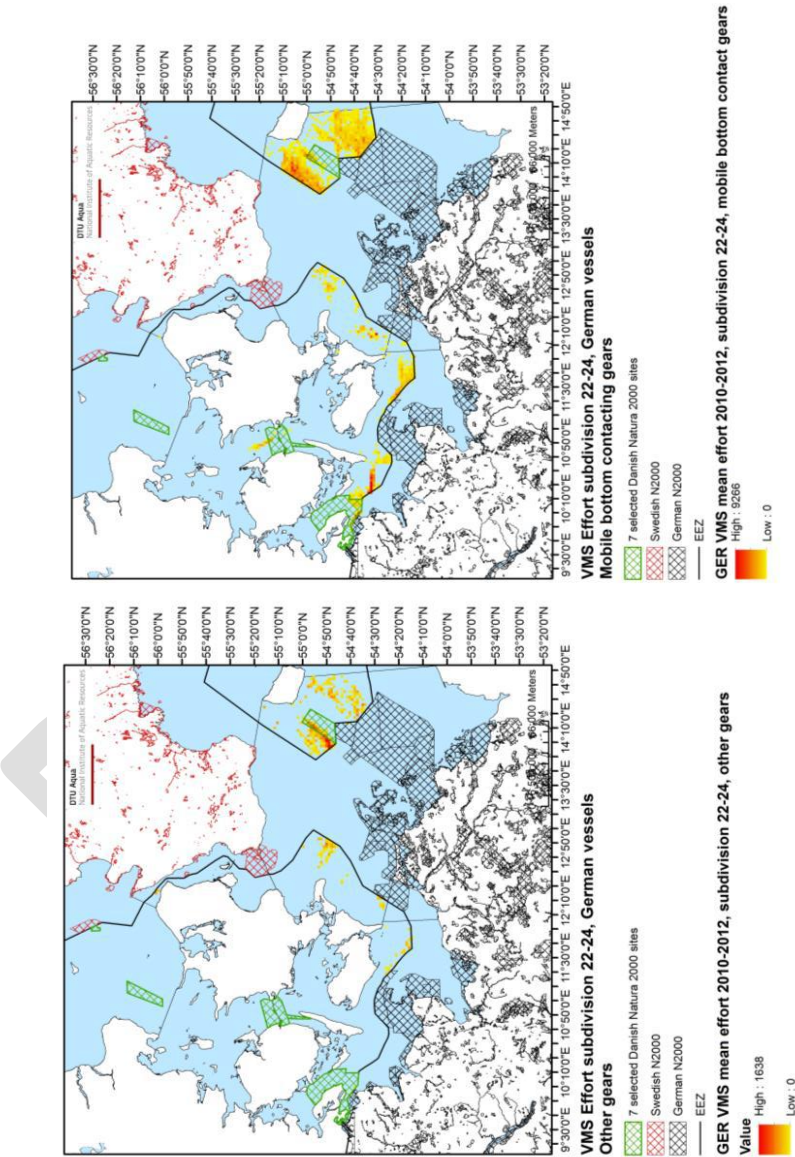 DTU Aqua
National Institute of Aquatic Resources
56°30'0"N
56°20'0"N
56°10'0"N
56°0'0"N
55°50'0"N
55°40'0"N
55°30'0"N
55°20'0"N
55°10'0"N
55°0'0"N
54°50'0"N
54°40'0"N
54°30'0"N
54°20'0"N
54°10'0"N
54°0'0"N
53°50'0"N
53°40'0"N
53°30'0"N
53°20'0"N
Meters
9°30'0"E 10°10'0"E 10°50'0"E 11°30'0"E 12°10'0"E 12°50'0"E 13°30'0"E 14°10'0"E 14°50'0"E
VMS Effort subdivision 22-24, German vessels
Other gears
7 selected Danish Natura 2000 sites
Swedish N2000
German N2000
EEZ
GER VMS mean effort 2010-2012, subdivision 22-24, other gears
Value
High : 1638
Low : 0
DTU Aqua
National Institute of Aquatic Resources
56°30'0"N
56°20'0"N
56°10'0"N
56°0'0"N
55°50'0"N
55°40'0"N
55°30'0"N
55°20'0"N
55°10'0"N
55°0'0"N
54°50'0"N
54°40'0"N
54°30'0"N
54°20'0"N
54°10'0"N
54°0'0"N
53°50'0"N
53°40'0"N
53°30'0"N
53°20'0"N
Meters
9°30'0"E 10°10'0"E 10°50'0"E 11°30'0"E 12°10'0"E 12°50'0"E 13°30'0"E 14°10'0"E 14°50'0"E
VMS Effort subdivision 22-24, German vessels
Mobile bottom contacting gears
7 selected Danish Natura 2000 sites
Swedish N2000
German N2000
EEZ
GER VMS mean effort 2010-2012, subdivision 22-24, mobile bottom contact gears
High : 9266
Low : 0